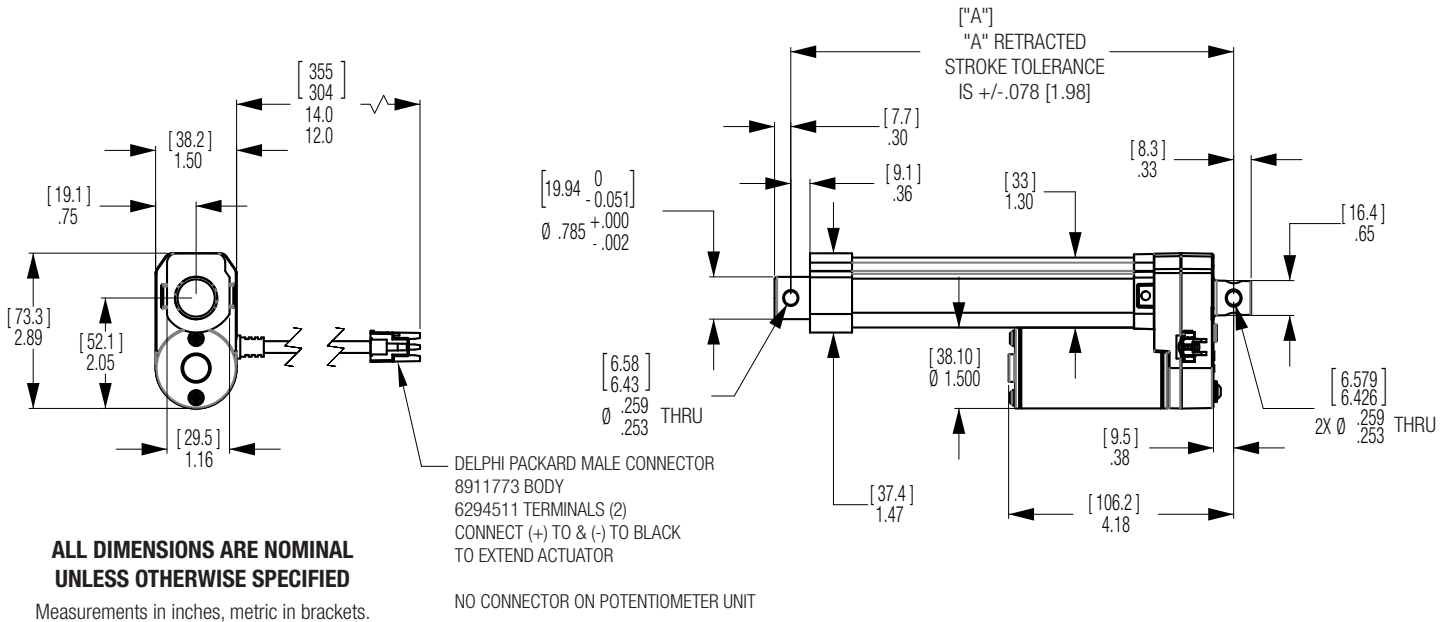 ["A"]
"A" RETRACTED
STROKE TOLERANCE
IS +/-.078 [1.98]
[ 355
304 ]
14.0
12.0
[ 38.2 ]
1.50
[ 19.1 ]
.75
[ 73.3 ]
2.89
[ 52.1 ]
2.05
[ 29.5 ]
1.16
[ 7.7 ]
.30
[ 9.1 ]
.36
[ 19.94 0
- 0.051 ]
Ø .785 +.000
- .002
[ 33 ]
1.30
[ 8.3 ]
.33
[ 16.4 ]
.65
[ 6.58
6.43 ]
Ø .259
.253 THRU
[ 38.10 ]
Ø 1.500
[ 37.4 ]
1.47
[ 9.5 ]
.38
[ 106.2 ]
4.18
[ 6.579
6.426 ]
2X Ø .259
.253 THRU
DELPHI PACKARD MALE CONNECTOR
8911773 BODY
6294511 TERMINALS (2)
CONNECT (+) TO & (-) TO BLACK
TO EXTEND ACTUATOR
NO CONNECTOR ON POTENTIOMETER UNIT
ALL DIMENSIONS ARE NOMINAL
UNLESS OTHERWISE SPECIFIED
Measurements in inches, metric in brackets.